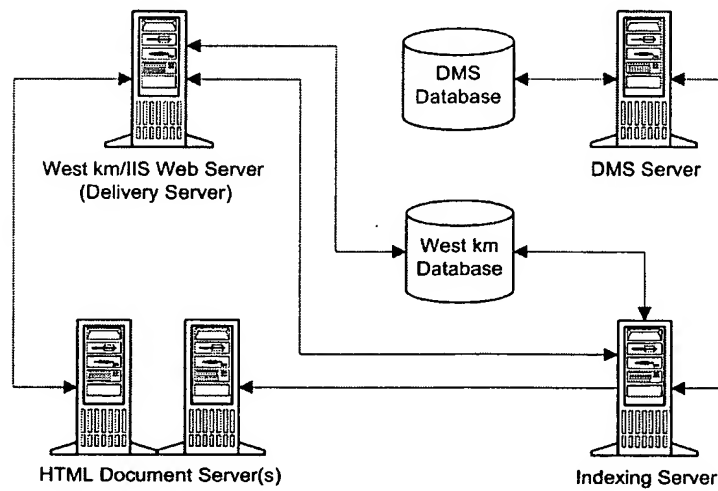 DMS
Database
West km/IIS Web Server
(Delivery Server)
DMS Server
West km
Database
HTML Document Server(s)
Indexing Server